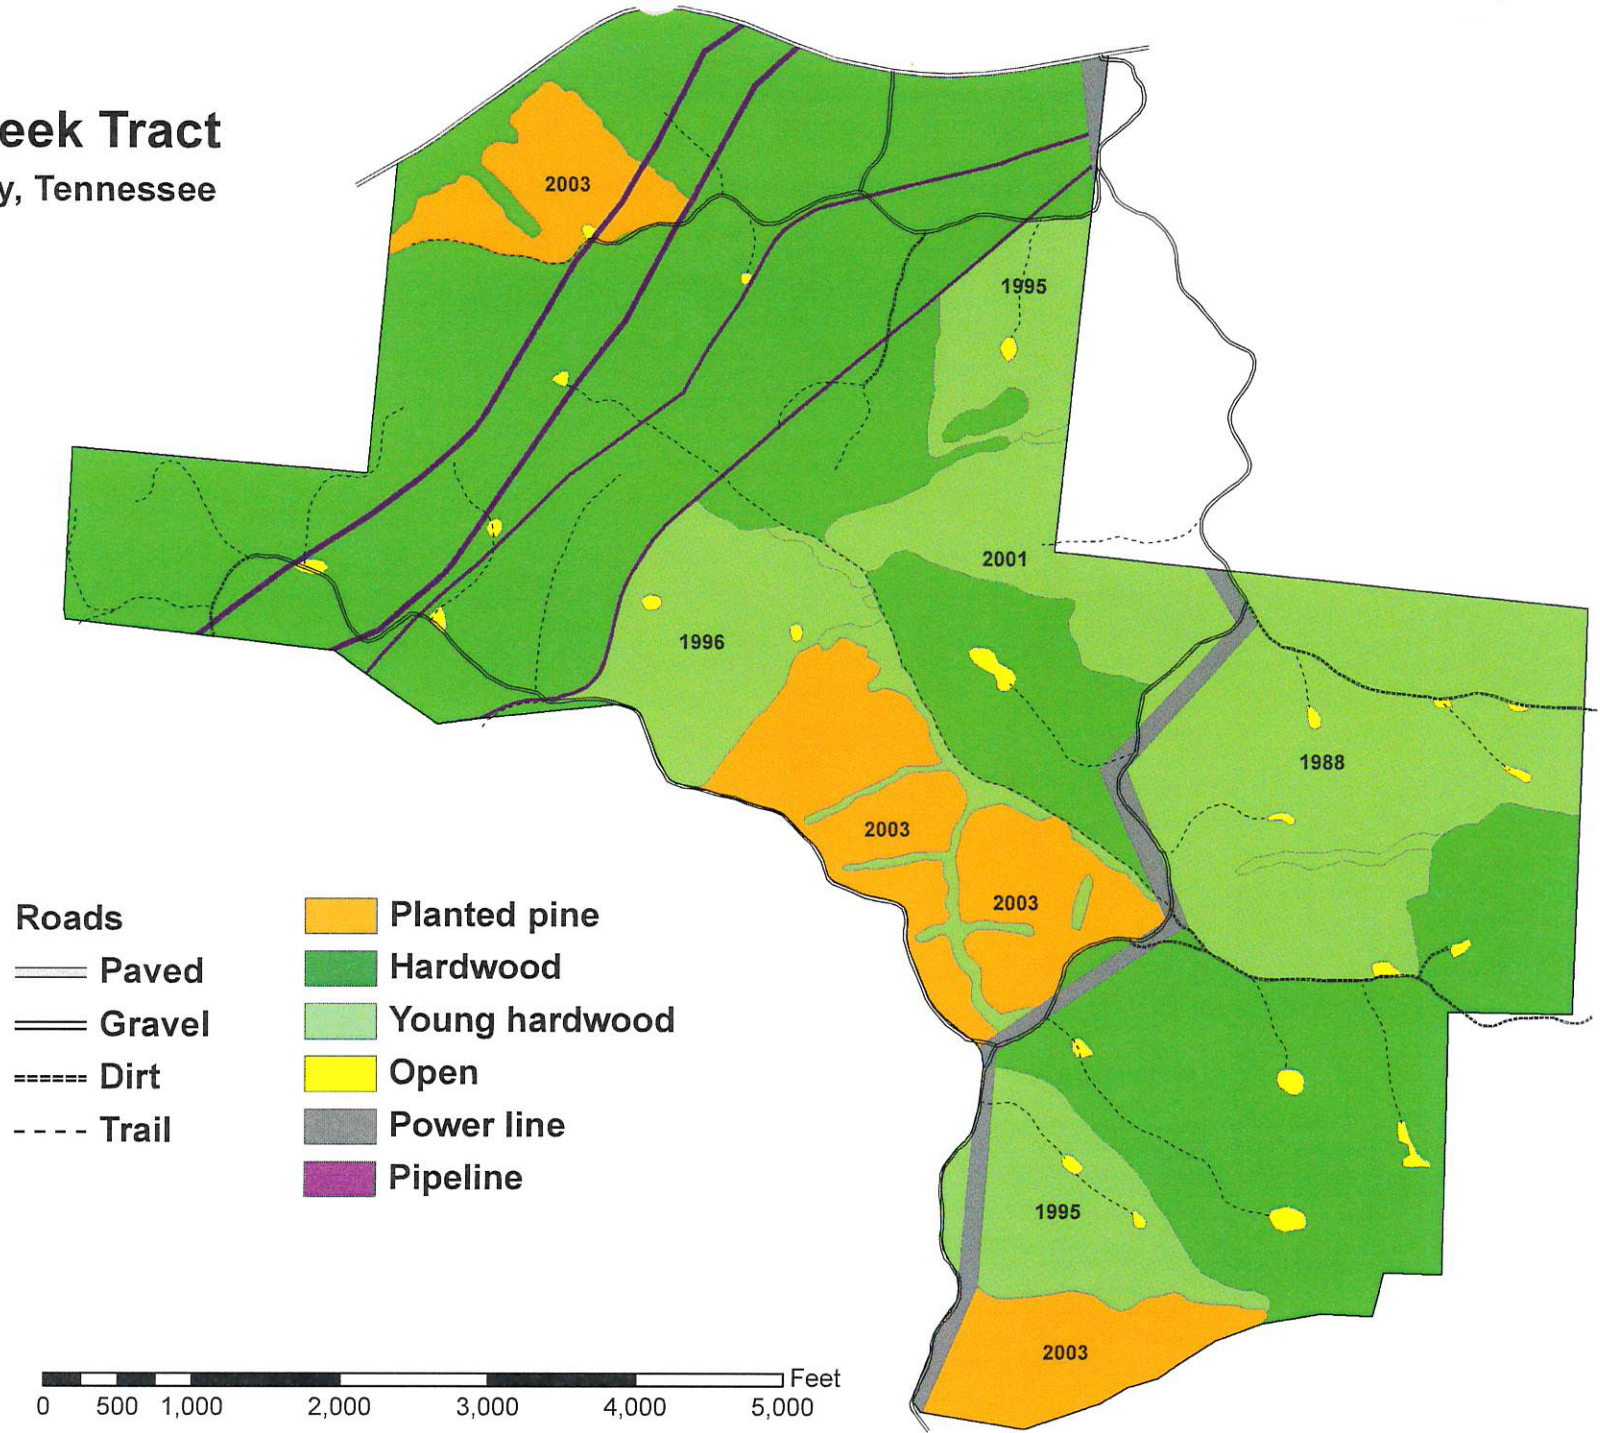 eek Tract
y, Tennessee
2003
1995
2001
1996
1988
2003
2003
1995
2003
Roads
Paved
Gravel
Dirt
Trail
Planted pine
Hardwood
Young hardwood
Open
Power line
Pipeline
Feet
0 500 1,000 2,000 3,000 4,000 5,000